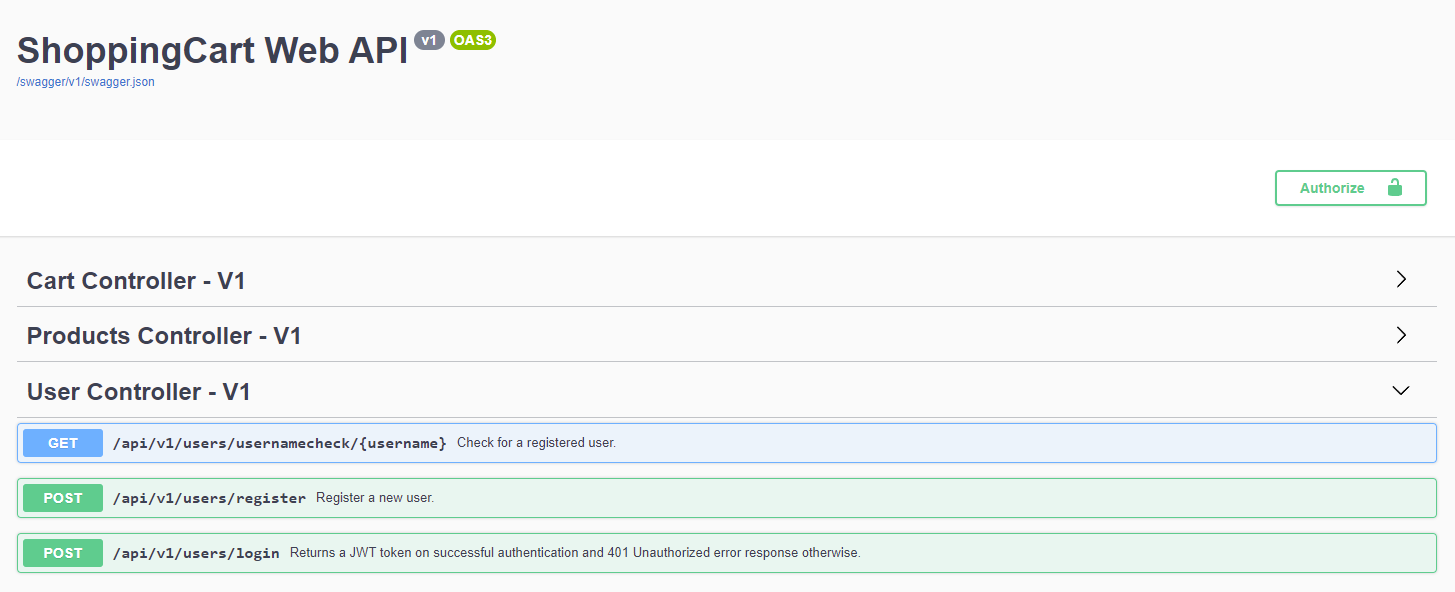 ShoppingCart Web API v1 OAS3
/swagger/v1/swagger.json
Authorize
Cart Controller - V1
Products Controller - V1
User Controller - V1
GET /api/v1/users/usernamecheck/{username} Check for a registered user.
POST /api/v1/users/register Register a new user.
POST /api/v1/users/login Returns a JWT token on successful authentication and 401 Unauthorized error response otherwise.